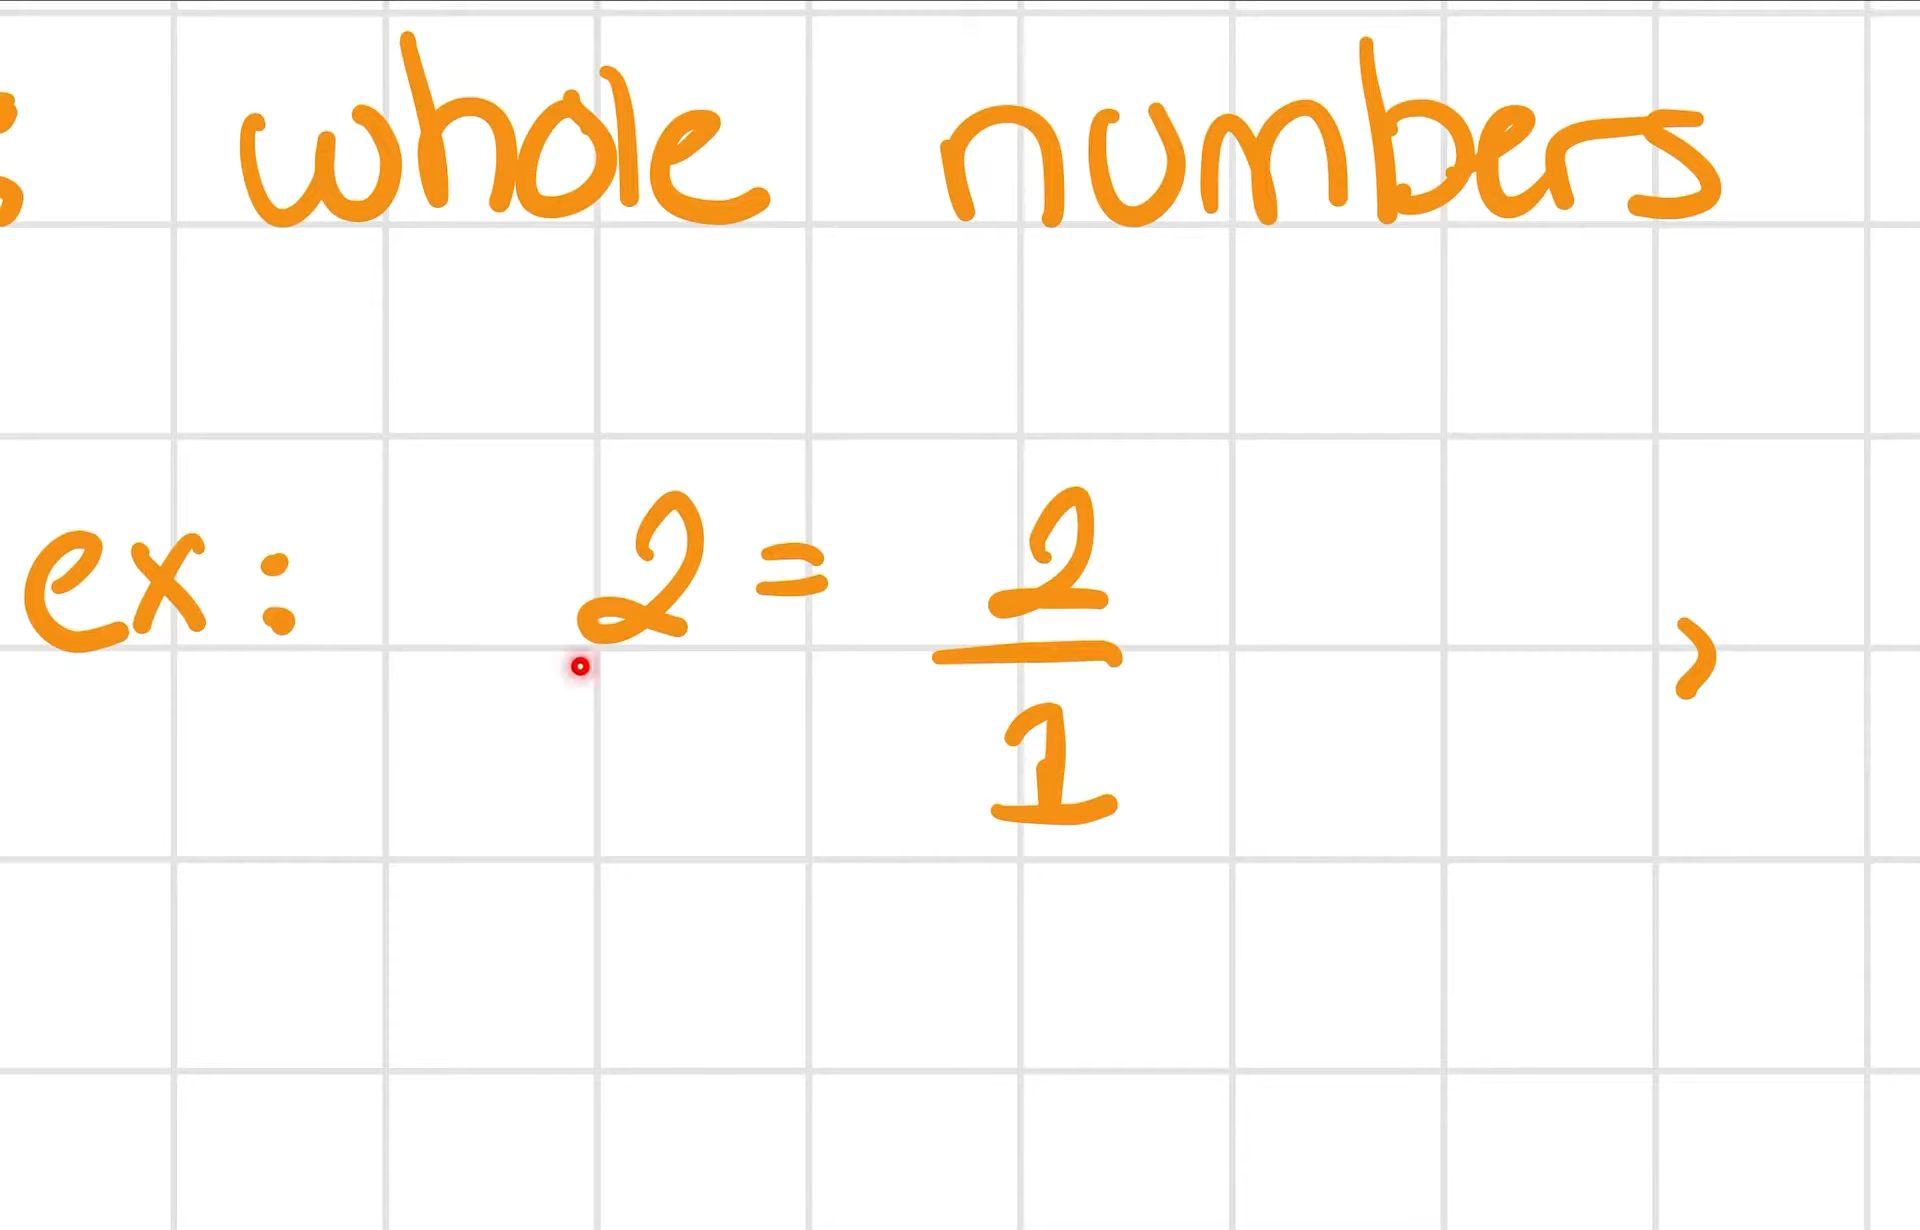 : whole numbers
ex: 2 = 2/1 ,